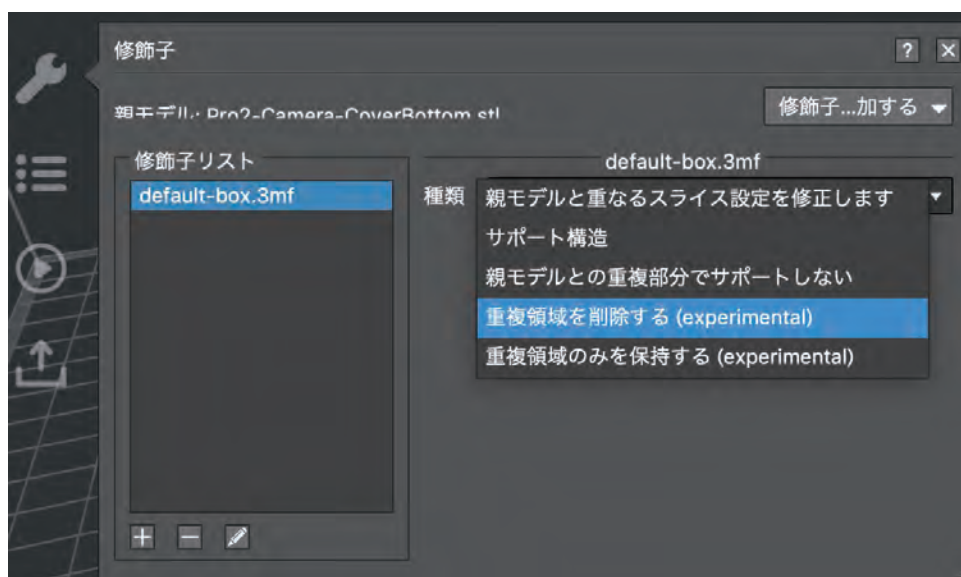 修飾子
?
×
親モデル: Pro2-Camera-CoverBottom.stl
修飾子...加する
修飾子リスト
default-box.3mf
default-box.3mf
種類
親モデルと重なるスライス設定を修正します
サポート構造
親モデルとの重複部分でサポートしない
重複領域を削除する (experimental)
重複領域のみを保持する (experimental)